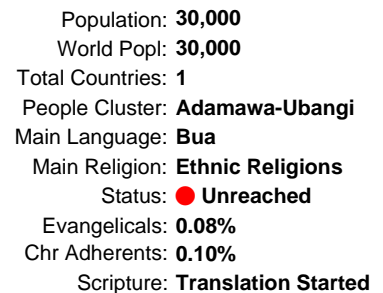 Population: 30,000
World Popl: 30,000
Total Countries: 1
People Cluster: Adamawa-Ubangi
Main Language: Bua
Main Religion: Ethnic Religions
Status: Unreached
Evangelicals: 0.08%
Chr Adherents: 0.10%
Scripture: Translation Started